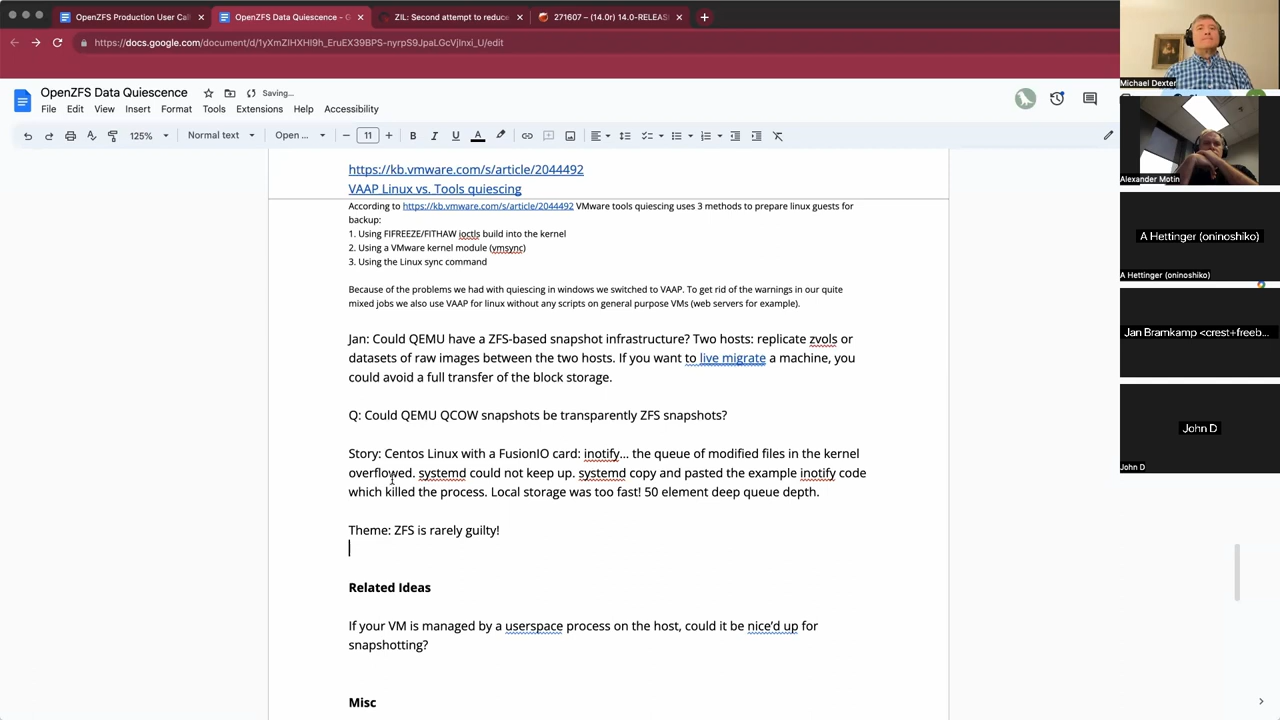 OpenZFS Production User Cal
OpenZFS Data Quiescence - G
ZIL: Second attempt to reduce
271607 – (14.0r) 14.0-RELEAS
https://docs.google.com/document/d/1yXmZIHXHI9h_EruEX39BPS-nyrpS9JpaLGcVjlnxi_U/edit
OpenZFS Data Quiescence
Saving...
File Edit View Insert Format Tools Extensions Help Accessibility
125% Normal text Open ... 11
https://kb.vmware.com/s/article/2044492
VAAP Linux vs. Tools quiescing
According to https://kb.vmware.com/s/article/2044492 VMware tools quiescing uses 3 methods to prepare linux guests for
backup:
1. Using FIFREEZE/FITHAW ioctls build into the kernel
2. Using a VMware kernel module (vmsync)
3. Using the Linux sync command
Because of the problems we had with quiescing in windows we switched to VAAP. To get rid of the warnings in our quite
mixed jobs we also use VAAP for linux without any scripts on general purpose VMs (web servers for example).
Jan: Could QEMU have a ZFS-based snapshot infrastructure? Two hosts: replicate zvols or
datasets of raw images between the two hosts. If you want to live migrate a machine, you
could avoid a full transfer of the block storage.
Q: Could QEMU QCOW snapshots be transparently ZFS snapshots?
Story: Centos Linux with a FusionIO card: inotify... the queue of modified files in the kernel
overflowed. systemd could not keep up. systemd copy and pasted the example inotify code
which killed the process. Local storage was too fast! 50 element deep queue depth.
Theme: ZFS is rarely guilty!
Related Ideas
If your VM is managed by a userspace process on the host, could it be nice'd up for
snapshotting?
Misc
Michael Dexter
Alexander Motin
A Hettinger (oninoshiko)
A Hettinger (oninoshiko)
Jan Bramkamp <crest+freeb...
John D
John D